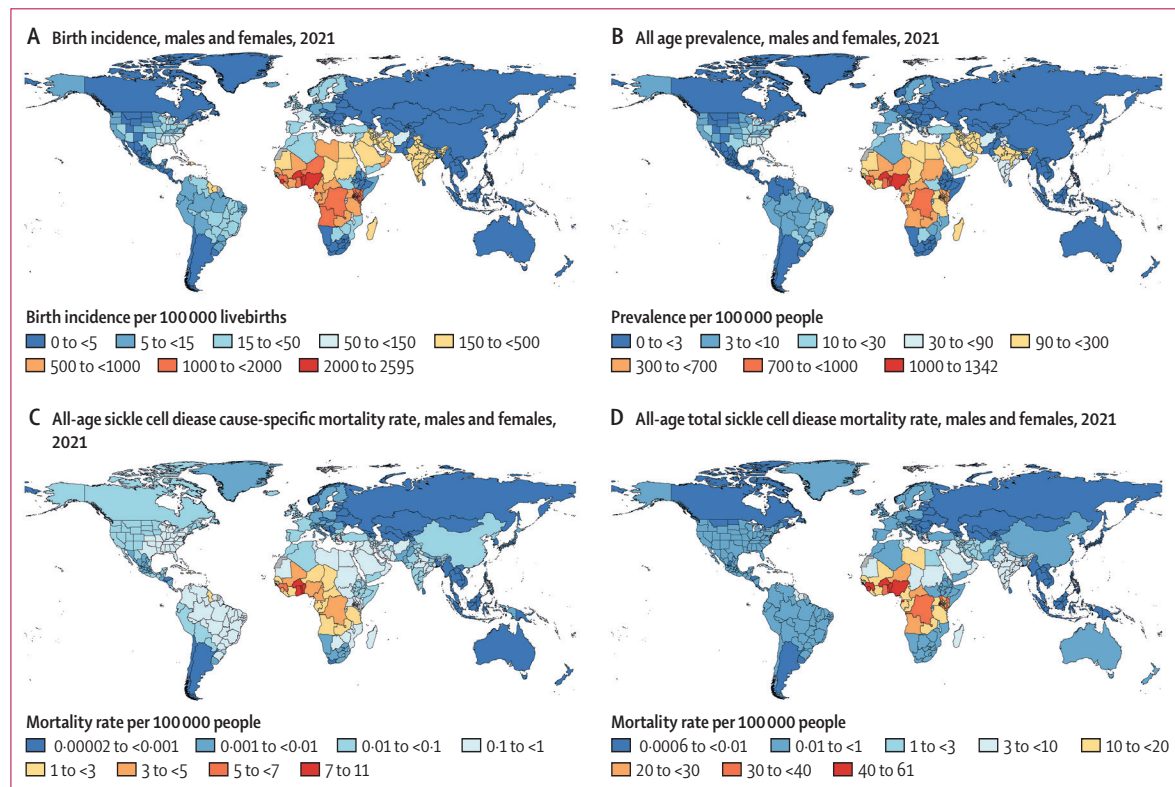 A Birth incidence, males and females, 2021
B All age prevalence, males and females, 2021
Birth incidence per 100 000 livebirths
0 to <5 5 to <15 15 to <50 50 to <150 150 to <500
500 to <1000 1000 to <2000 2000 to 2595
Prevalence per 100 000 people
0 to <3 3 to <10 10 to <30 30 to <90 90 to <300
300 to <700 700 to <1000 1000 to 1342
C All-age sickle cell diease cause-specific mortality rate, males and females,
2021
D All-age total sickle cell diease mortality rate, males and females, 2021
Mortality rate per 100 000 people
0·00002 to <0·001 0·001 to <0·01 0·01 to <0·1 0·1 to <1
1 to <3 3 to <5 5 to <7 7 to 11
Mortality rate per 100 000 people
0·0006 to <0·01 0·01 to <1 1 to <3 3 to <10 10 to <20
20 to <30 30 to <40 40 to 61